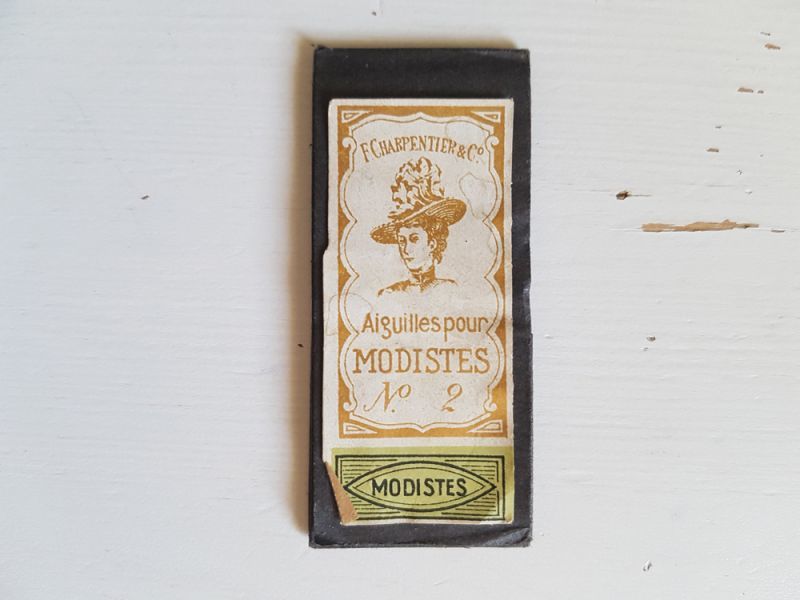 F. CHARPENTIER & Co.
Aiguilles pour
MODISTES
No 2
MODISTES